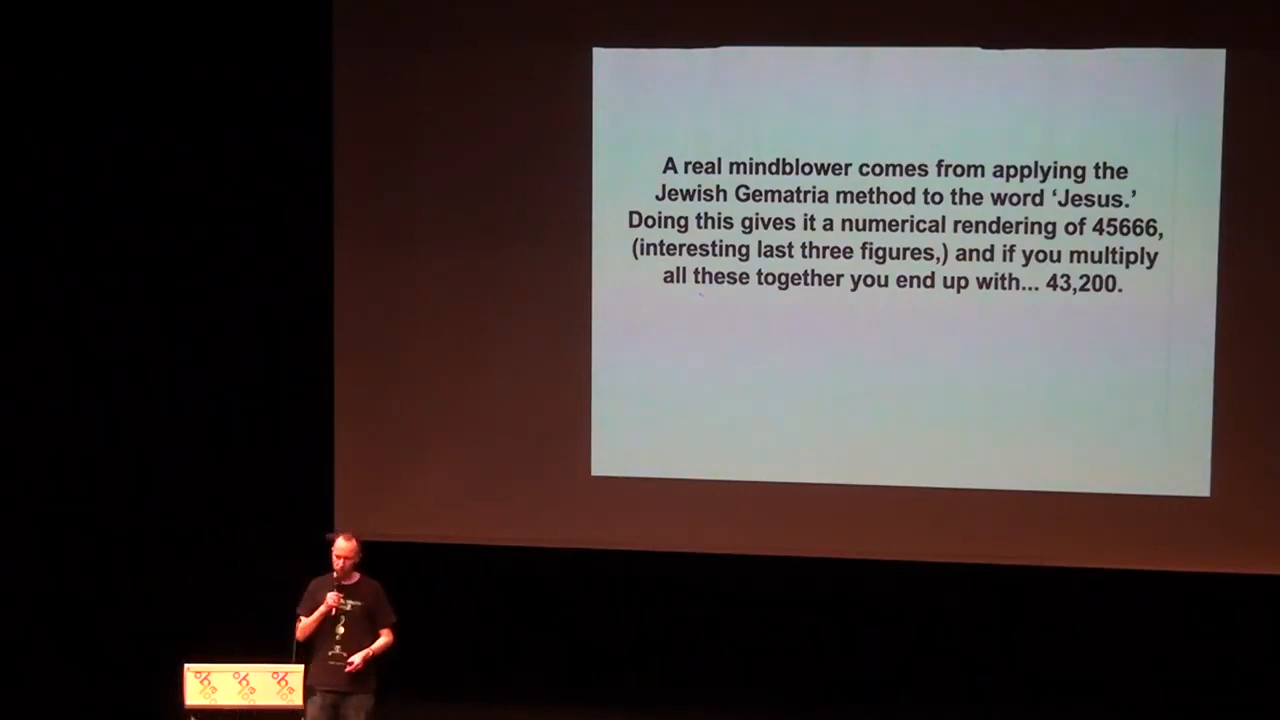 A real mindblower comes from applying the
Jewish Gematria method to the word ‘Jesus.’
Doing this gives it a numerical rendering of 45666,
(interesting last three figures,) and if you multiply
all these together you end up with... 43,200.